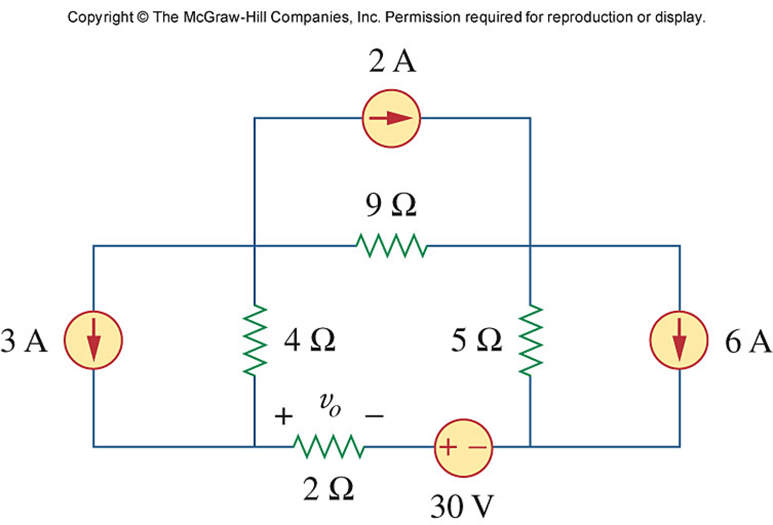 Copyright © The McGraw-Hill Companies, Inc. Permission required for reproduction or display.
2 A
9 Ω
3 A
4 Ω
5 Ω
6 A
+ vo −
+ −
2 Ω
30 V